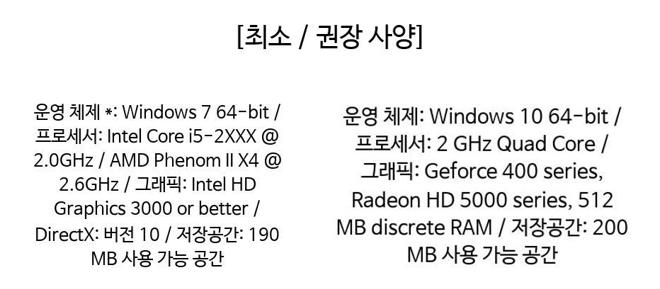 [최소 / 권장 사양]
운영 체제 *: Windows 7 64-bit /
프로세서: Intel Core i5-2XXX @
2.0GHz / AMD Phenom II X4 @
2.6GHz / 그래픽: Intel HD
Graphics 3000 or better /
DirectX: 버전 10 / 저장공간: 190
MB 사용 가능 공간
운영 체제: Windows 10 64-bit /
프로세서: 2 GHz Quad Core /
그래픽: Geforce 400 series,
Radeon HD 5000 series, 512
MB discrete RAM / 저장공간: 200
MB 사용 가능 공간